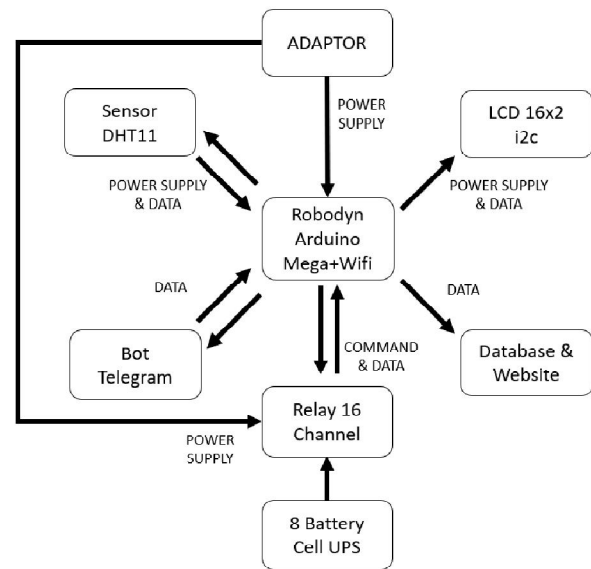 ADAPTOR
POWER
SUPPLY
Sensor
DHT11
LCD 16x2
i2c
POWER SUPPLY
& DATA
POWER SUPPLY
& DATA
Robodyn
Arduino
Mega+Wifi
DATA
DATA
Bot
Telegram
COMMAND
& DATA
Database &
Website
Relay 16
Channel
POWER
SUPPLY
8 Battery
Cell UPS